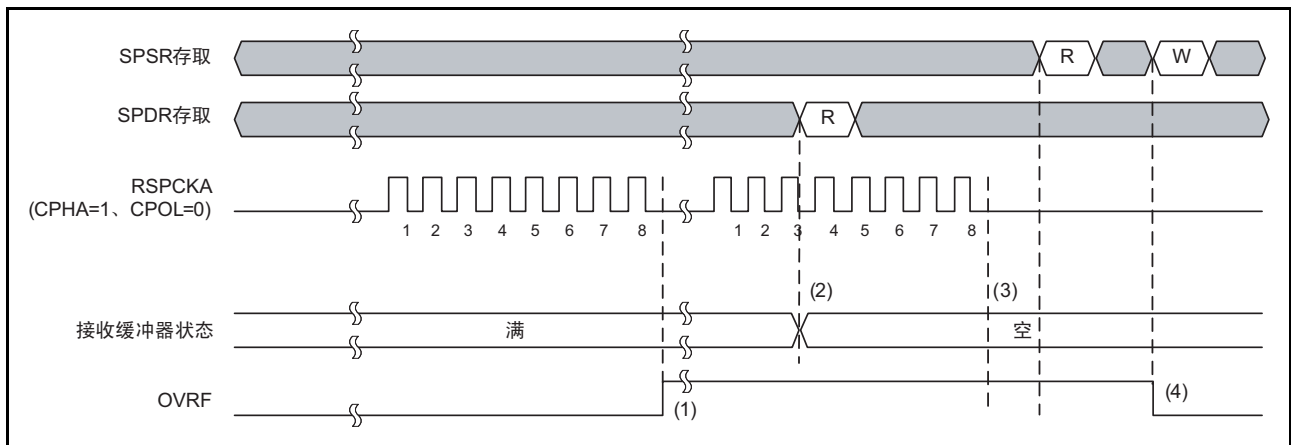 SPSR存取
R
W
SPDR存取
R
RSPCKA
(CPHA=1、CPOL=0)
1 2 3 4 5 6 7 8
1 2 3 4 5 6 7 8
(2)
(3)
接收缓冲器状态
满
空
OVRF
(1)
(4)